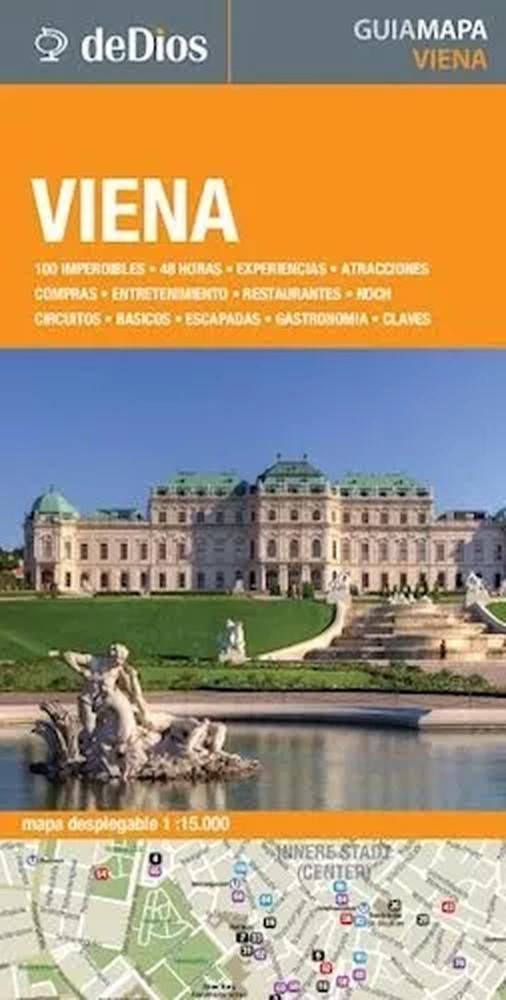 deDios
GUIAMAPA
VIENA
VIENA
100 IMPERDIBLES • 48 HORAS • EXPERIENCIAS • ATRACCIONES
COMPRAS • ENTRETENIMIENTO • RESTAURANTES • NOCH
CIRCUITOS • BASICOS • ESCAPADAS • GASTRONOMIA • CLAVES
mapa desplegable 1 :15.000
INNERE STADT
(CENTER)